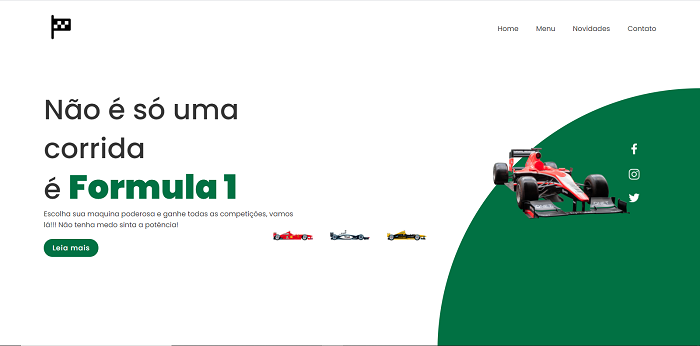 Home Menu Novidades Contato
Não é só uma
corrida
é Formula 1
Escolha sua maquina poderosa e ganhe todas as competições, vamos
lá!!! Não tenha medo sinta a potência!
Leia mais